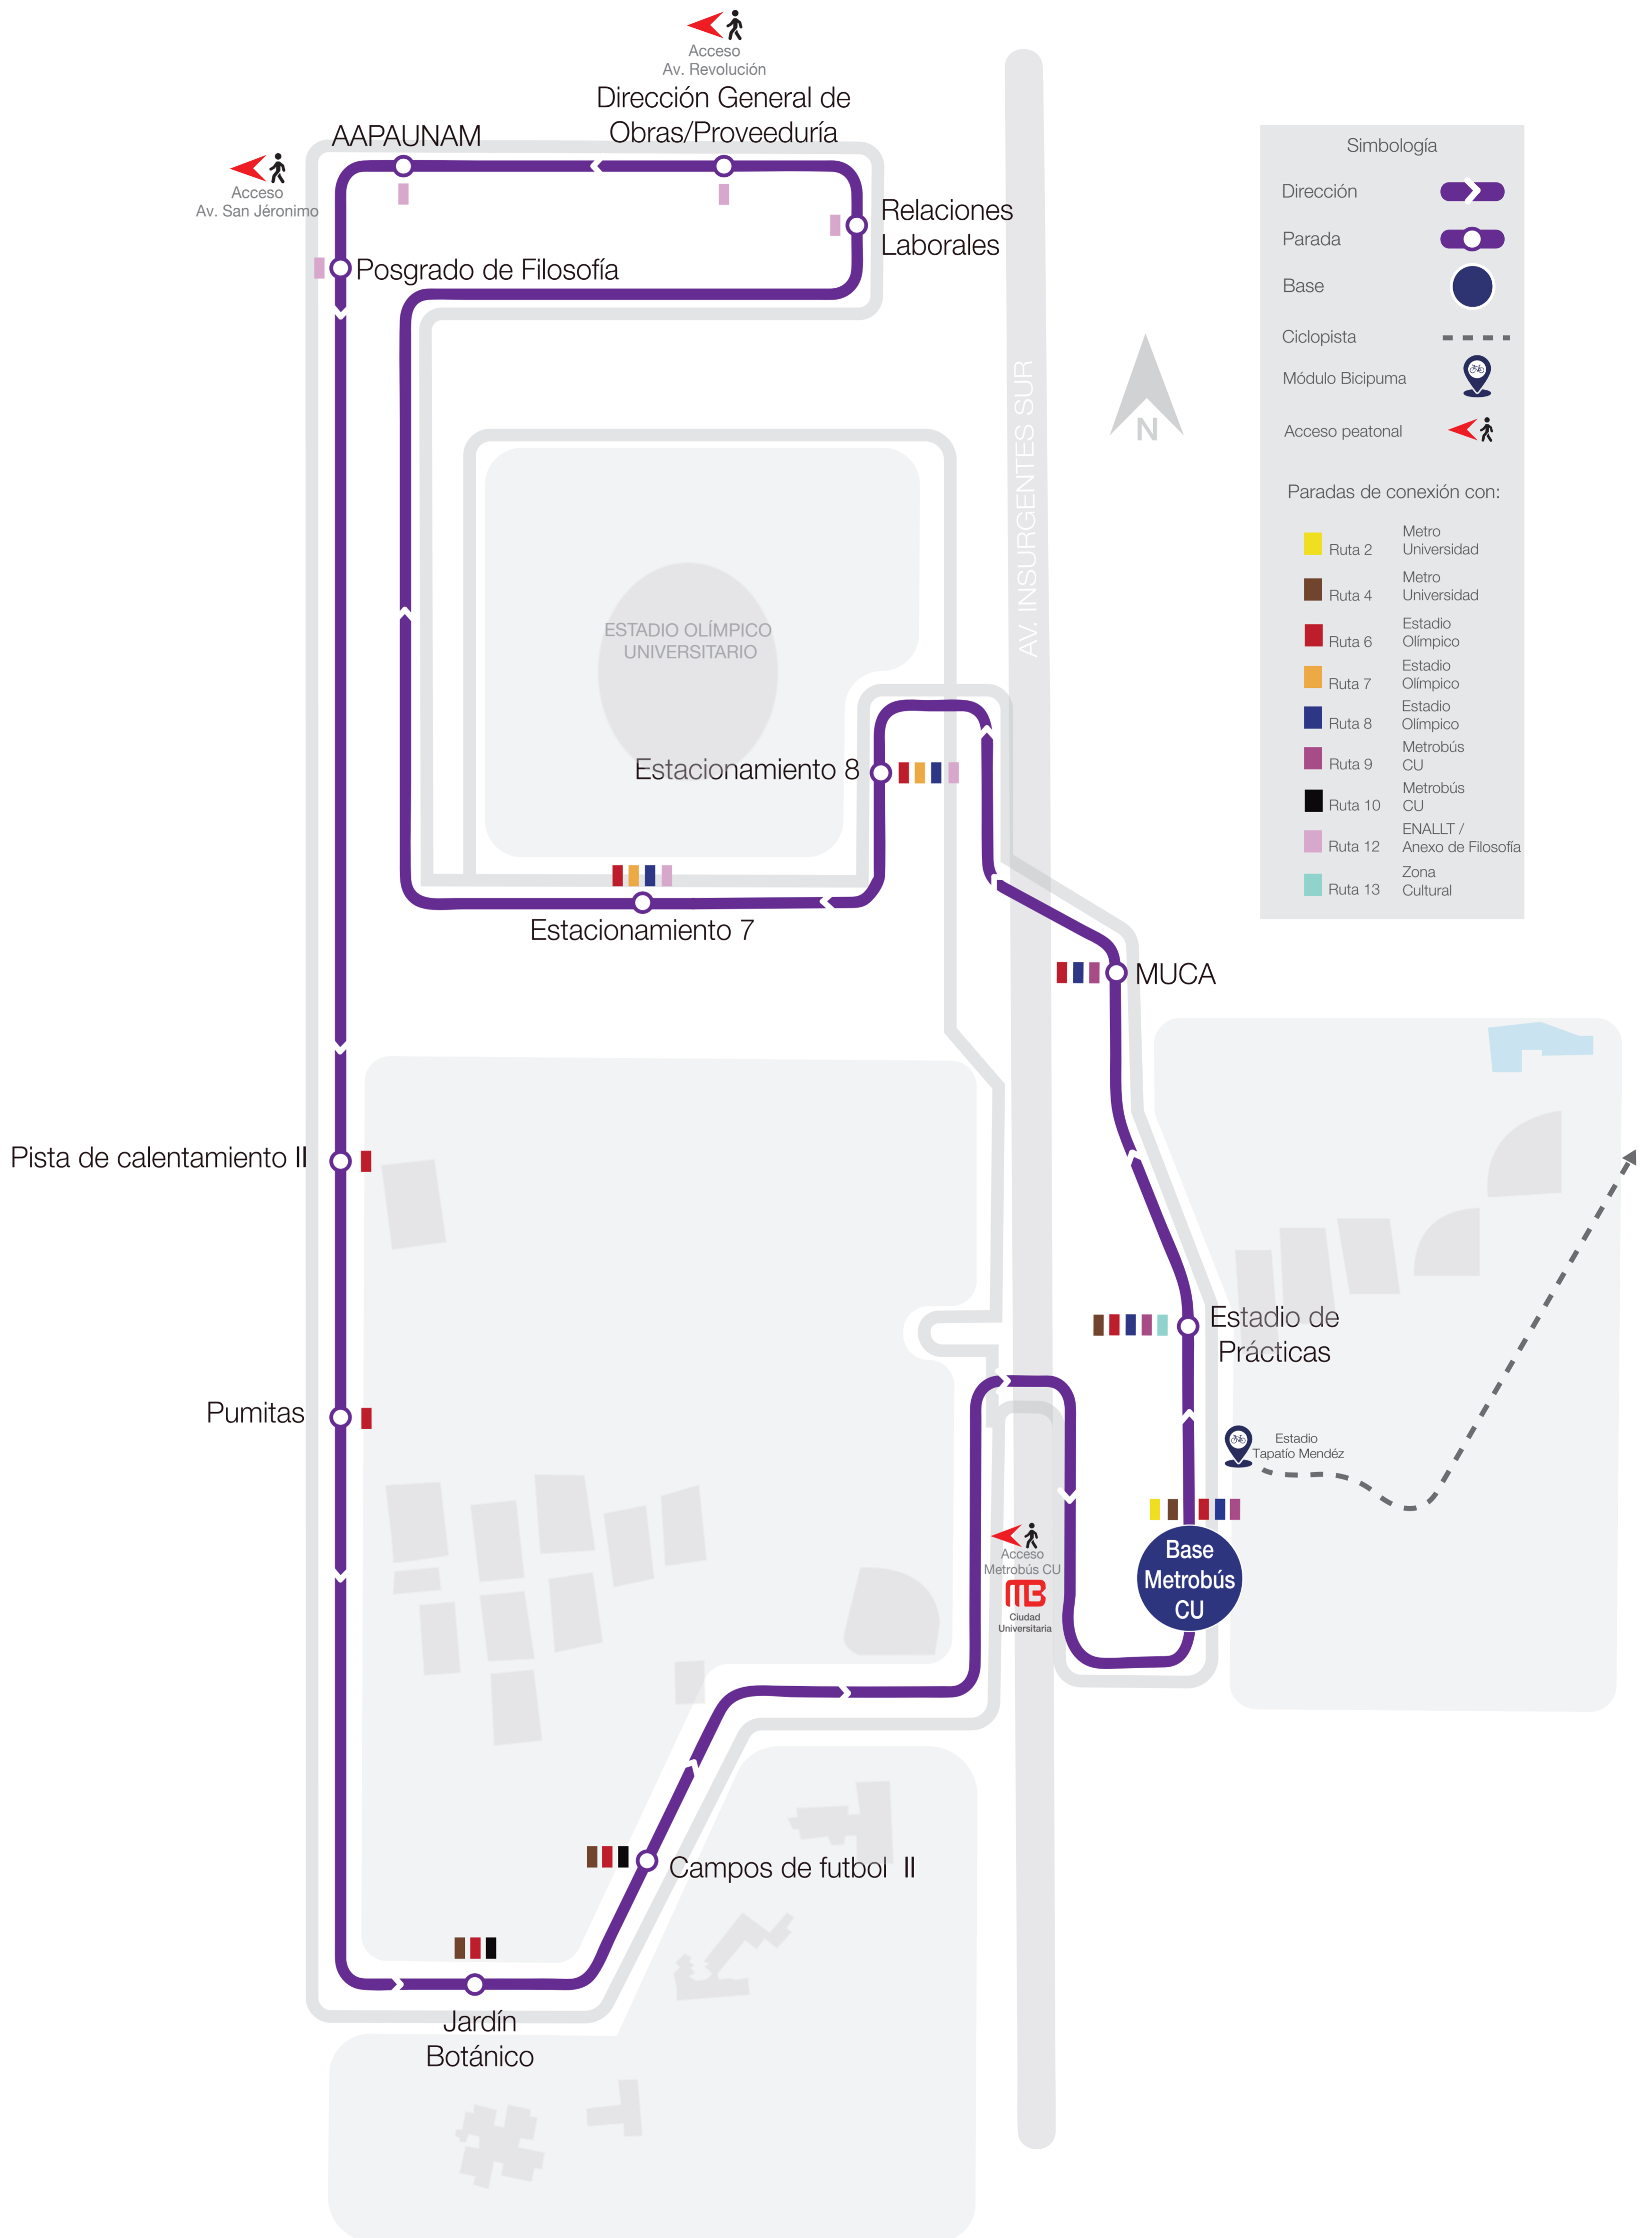 Acceso
Av. Revolución
Dirección General de
Obras/Proveeduría
AAPAUNAM
Acceso
Av. San Jéronimo
Relaciones
Laborales
Posgrado de Filosofía
AV. INSURGENTES SUR
N
ESTADIO OLÍMPICO
UNIVERSITARIO
Estacionamiento 8
Estacionamiento 7
MUCA
Pista de calentamiento II
Estadio de
Prácticas
Pumitas
Estadio
Tapatío Mendéz
Acceso
Metrobús CU
MB
Ciudad
Universitaria
Base
Metrobús
CU
Campos de futbol II
Jardín
Botánico
Simbología
Dirección
Parada
Base
Ciclopista
Módulo Bicipuma
Acceso peatonal
Paradas de conexión con:
Ruta 2 Metro
Universidad
Ruta 4 Metro
Universidad
Ruta 6 Estadio
Olímpico
Ruta 7 Estadio
Olímpico
Ruta 8 Estadio
Olímpico
Ruta 9 Metrobús
CU
Ruta 10 Metrobús
CU
Ruta 12 ENALLT /
Anexo de Filosofía
Ruta 13 Zona
Cultural